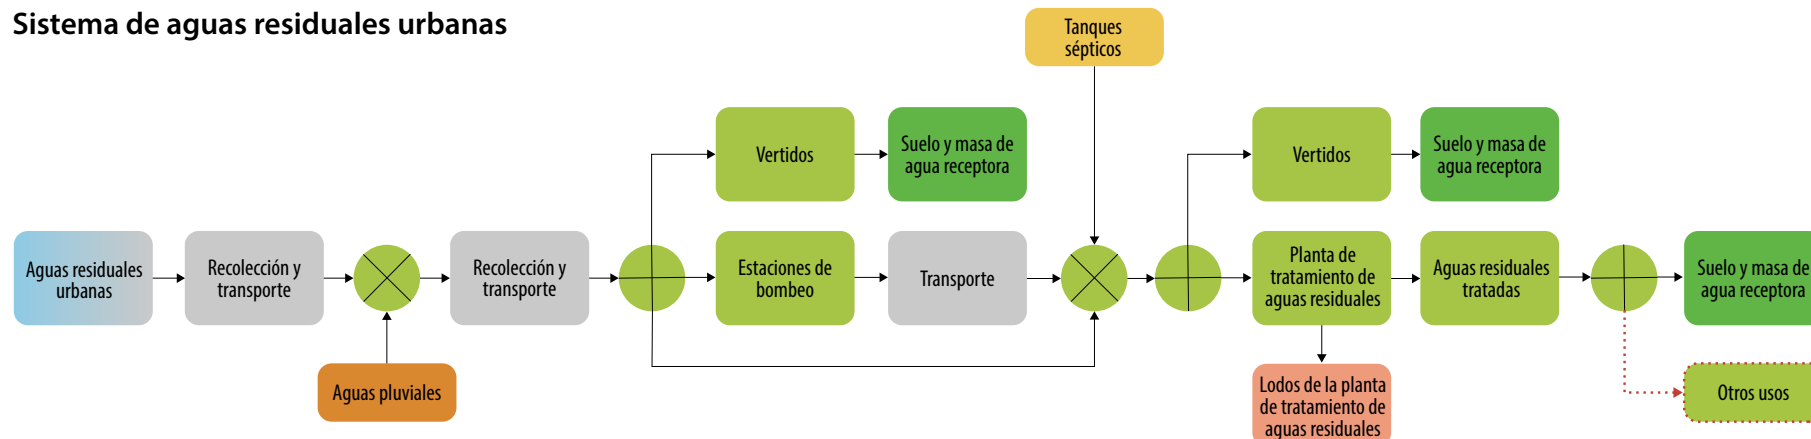 Sistema de aguas residuales urbanas
Tanques
sépticos
Vertidos
Suelo y masa de
agua receptora
Vertidos
Suelo y masa de
agua receptora
Aguas residuales
urbanas
Recolección y
transporte
Recolección y
transporte
Estaciones de
bombeo
Transporte
Planta de
tratamiento de
aguas residuales
Aguas residuales
tratadas
Suelo y masa de
agua receptora
Aguas pluviales
Lodos de la planta
de tratamiento de
aguas residuales
Otros usos